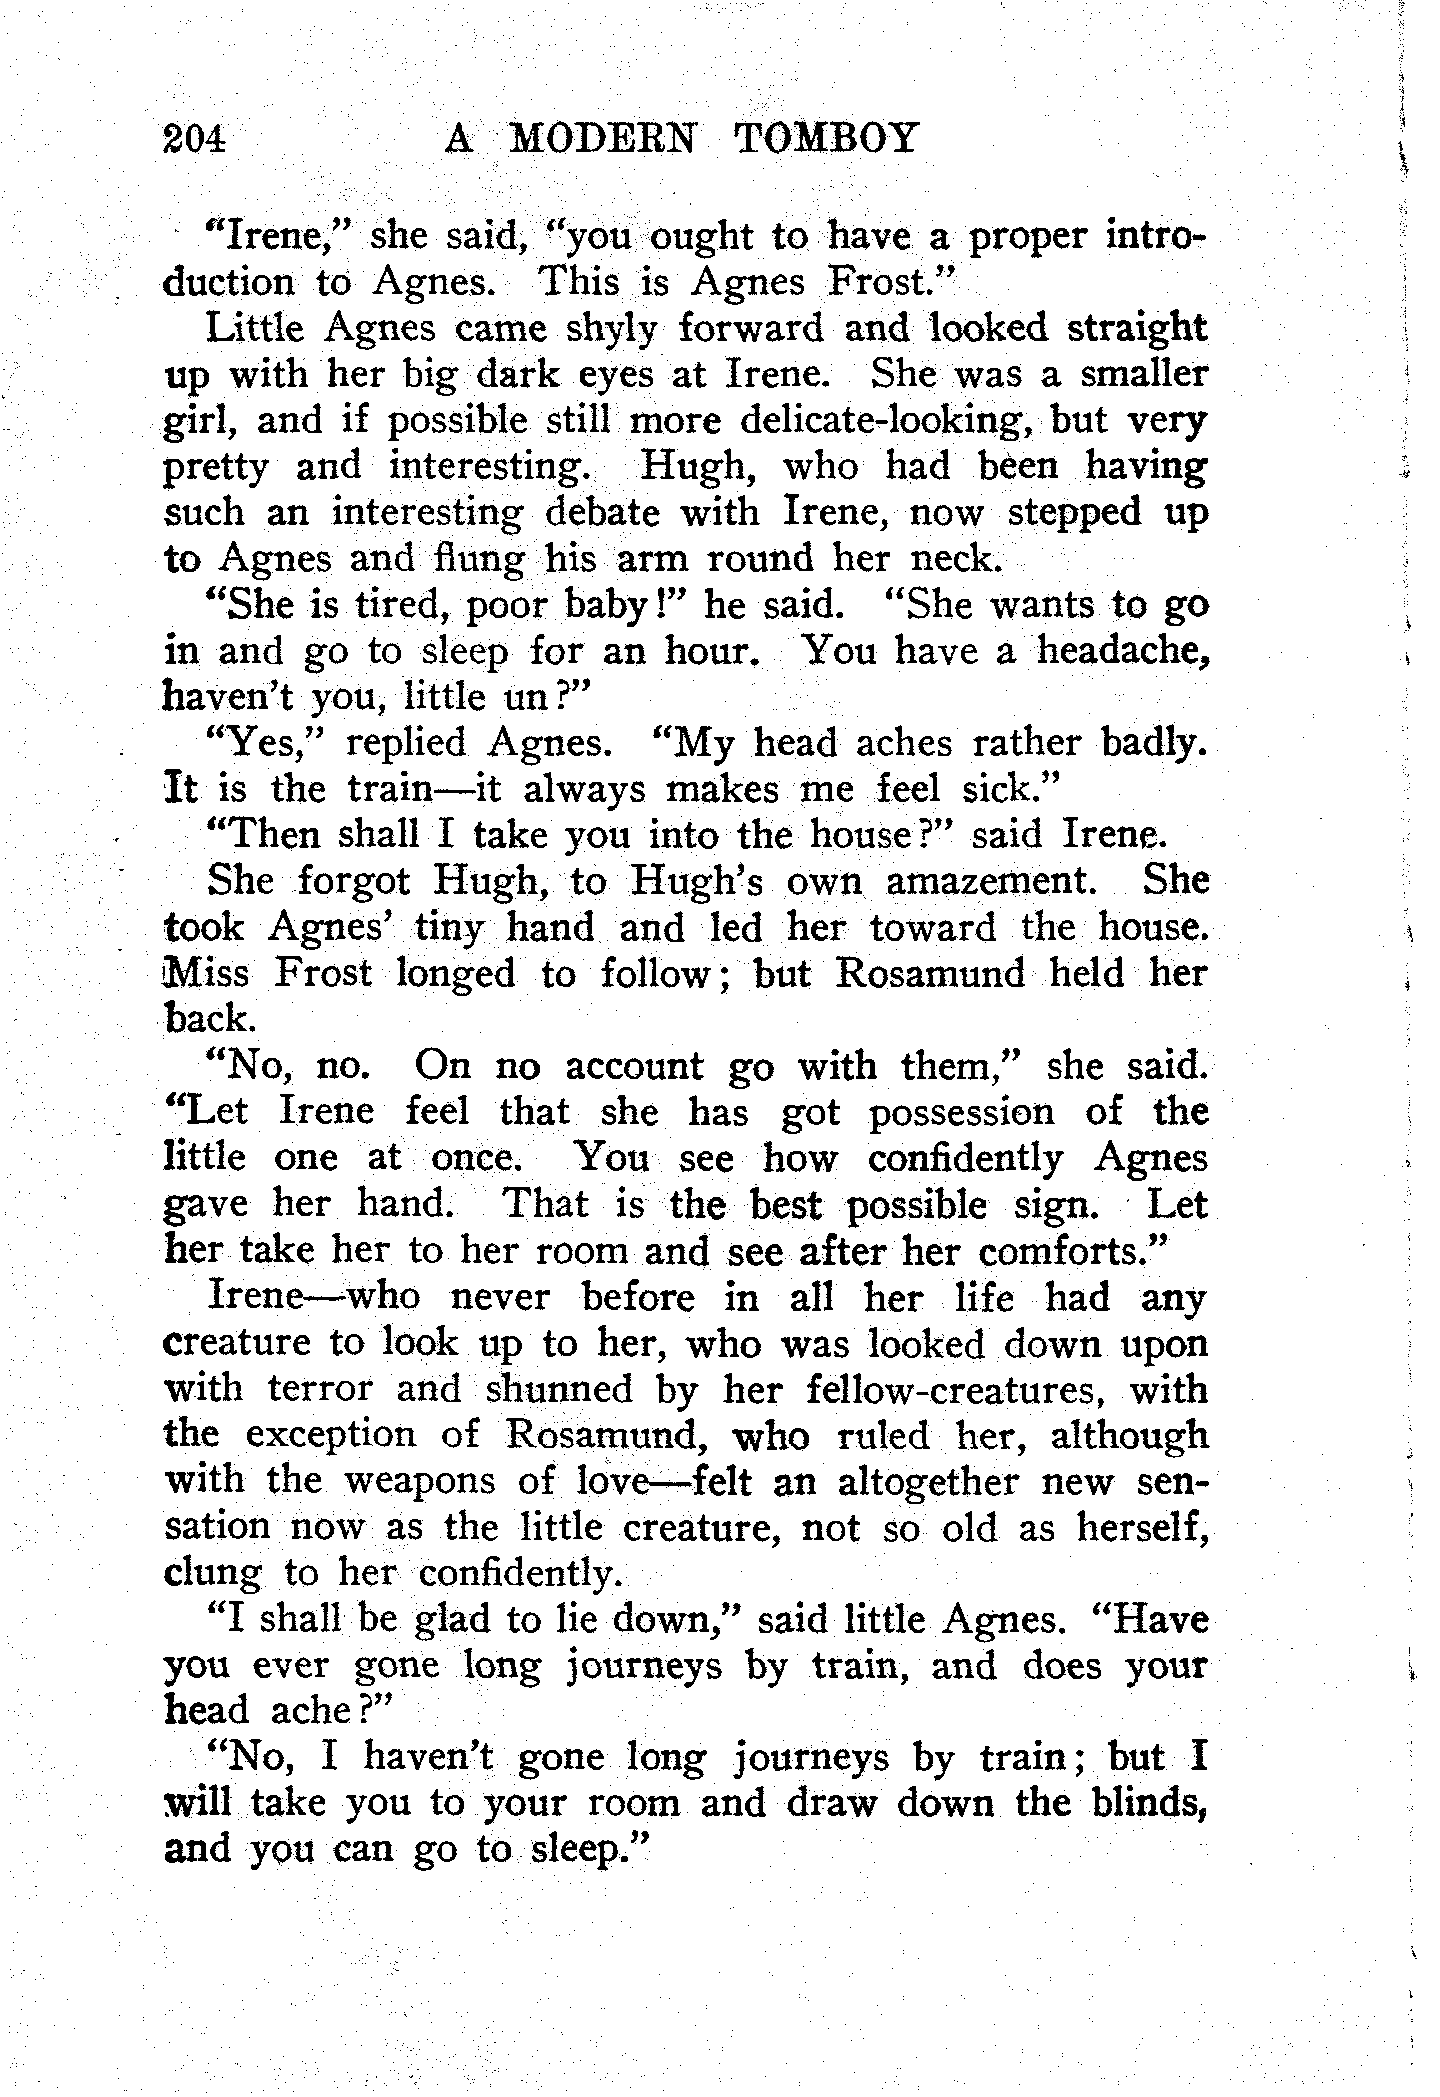 204 A MODERN TOMBOY
"Irene," she said, "you ought to have a proper intro-
duction to Agnes. This is Agnes Frost."
Little Agnes came shyly forward and looked straight
up with her big dark eyes at Irene. She was a smaller
girl, and if possible still more delicate-looking, but very
pretty and interesting. Hugh, who had been having
such an interesting debate with Irene, now stepped up
to Agnes and flung his arm round her neck.
"She is tired, poor baby!" he said. "She wants to go
in and go to sleep for an hour. You have a headache,
haven't you, little un?"
"Yes," replied Agnes. "My head aches rather badly.
It is the train—it always makes me feel sick."
"Then shall I take you into the house?" said Irene.
She forgot Hugh, to Hugh's own amazement. She
took Agnes' tiny hand and led her toward the house.
Miss Frost longed to follow; but Rosamund held her
back.
"No, no. On no account go with them," she said.
"Let Irene feel that she has got possession of the
little one at once. You see how confidently Agnes
gave her hand. That is the best possible sign. Let
her take her to her room and see after her comforts."
Irene—who never before in all her life had any
creature to look up to her, who was looked down upon
with terror and shunned by her fellow-creatures, with
the exception of Rosamund, who ruled her, although
with the weapons of love—felt an altogether new sen-
sation now as the little creature, not so old as herself,
clung to her confidently.
"I shall be glad to lie down," said little Agnes. "Have
you ever gone long journeys by train, and does your
head ache?"
"No, I haven't gone long journeys by train; but I
will take you to your room and draw down the blinds,
and you can go to sleep."